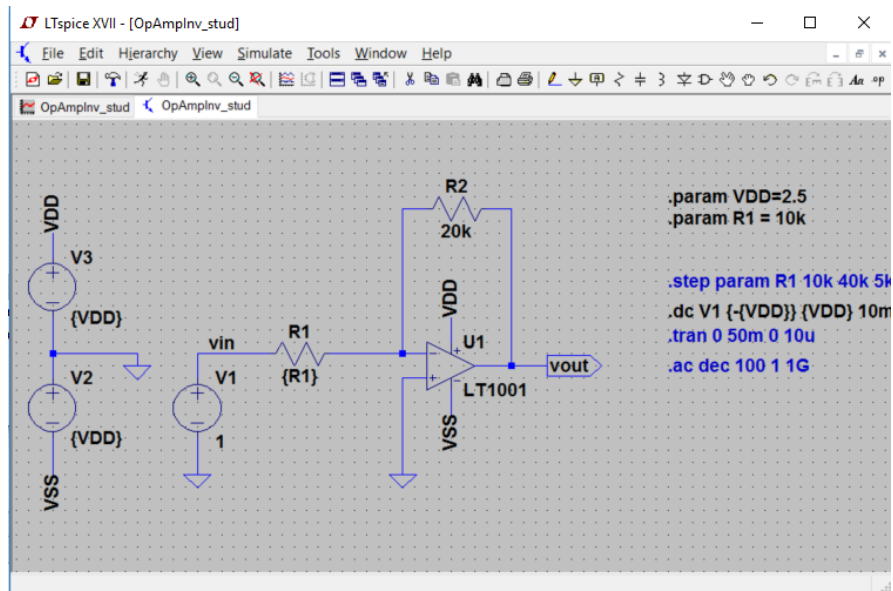 LTspice XVII - [OpAmpInv_stud]
File Edit Hierarchy View Simulate Tools Window Help
Aa .op
OpAmpInv_stud OpAmpInv_stud
VDD
V3
{VDD}
V2
{VDD}
VSS
vin
V1
1
R1
{R1}
R2
20k
VDD
U1
LT1001
VSS
vout
.param VDD=2.5
.param R1 = 10k
.step param R1 10k 40k 5k
.dc V1 {-{VDD}} {VDD} 10m
.tran 0 50m 0 10u
.ac dec 100 1 1G